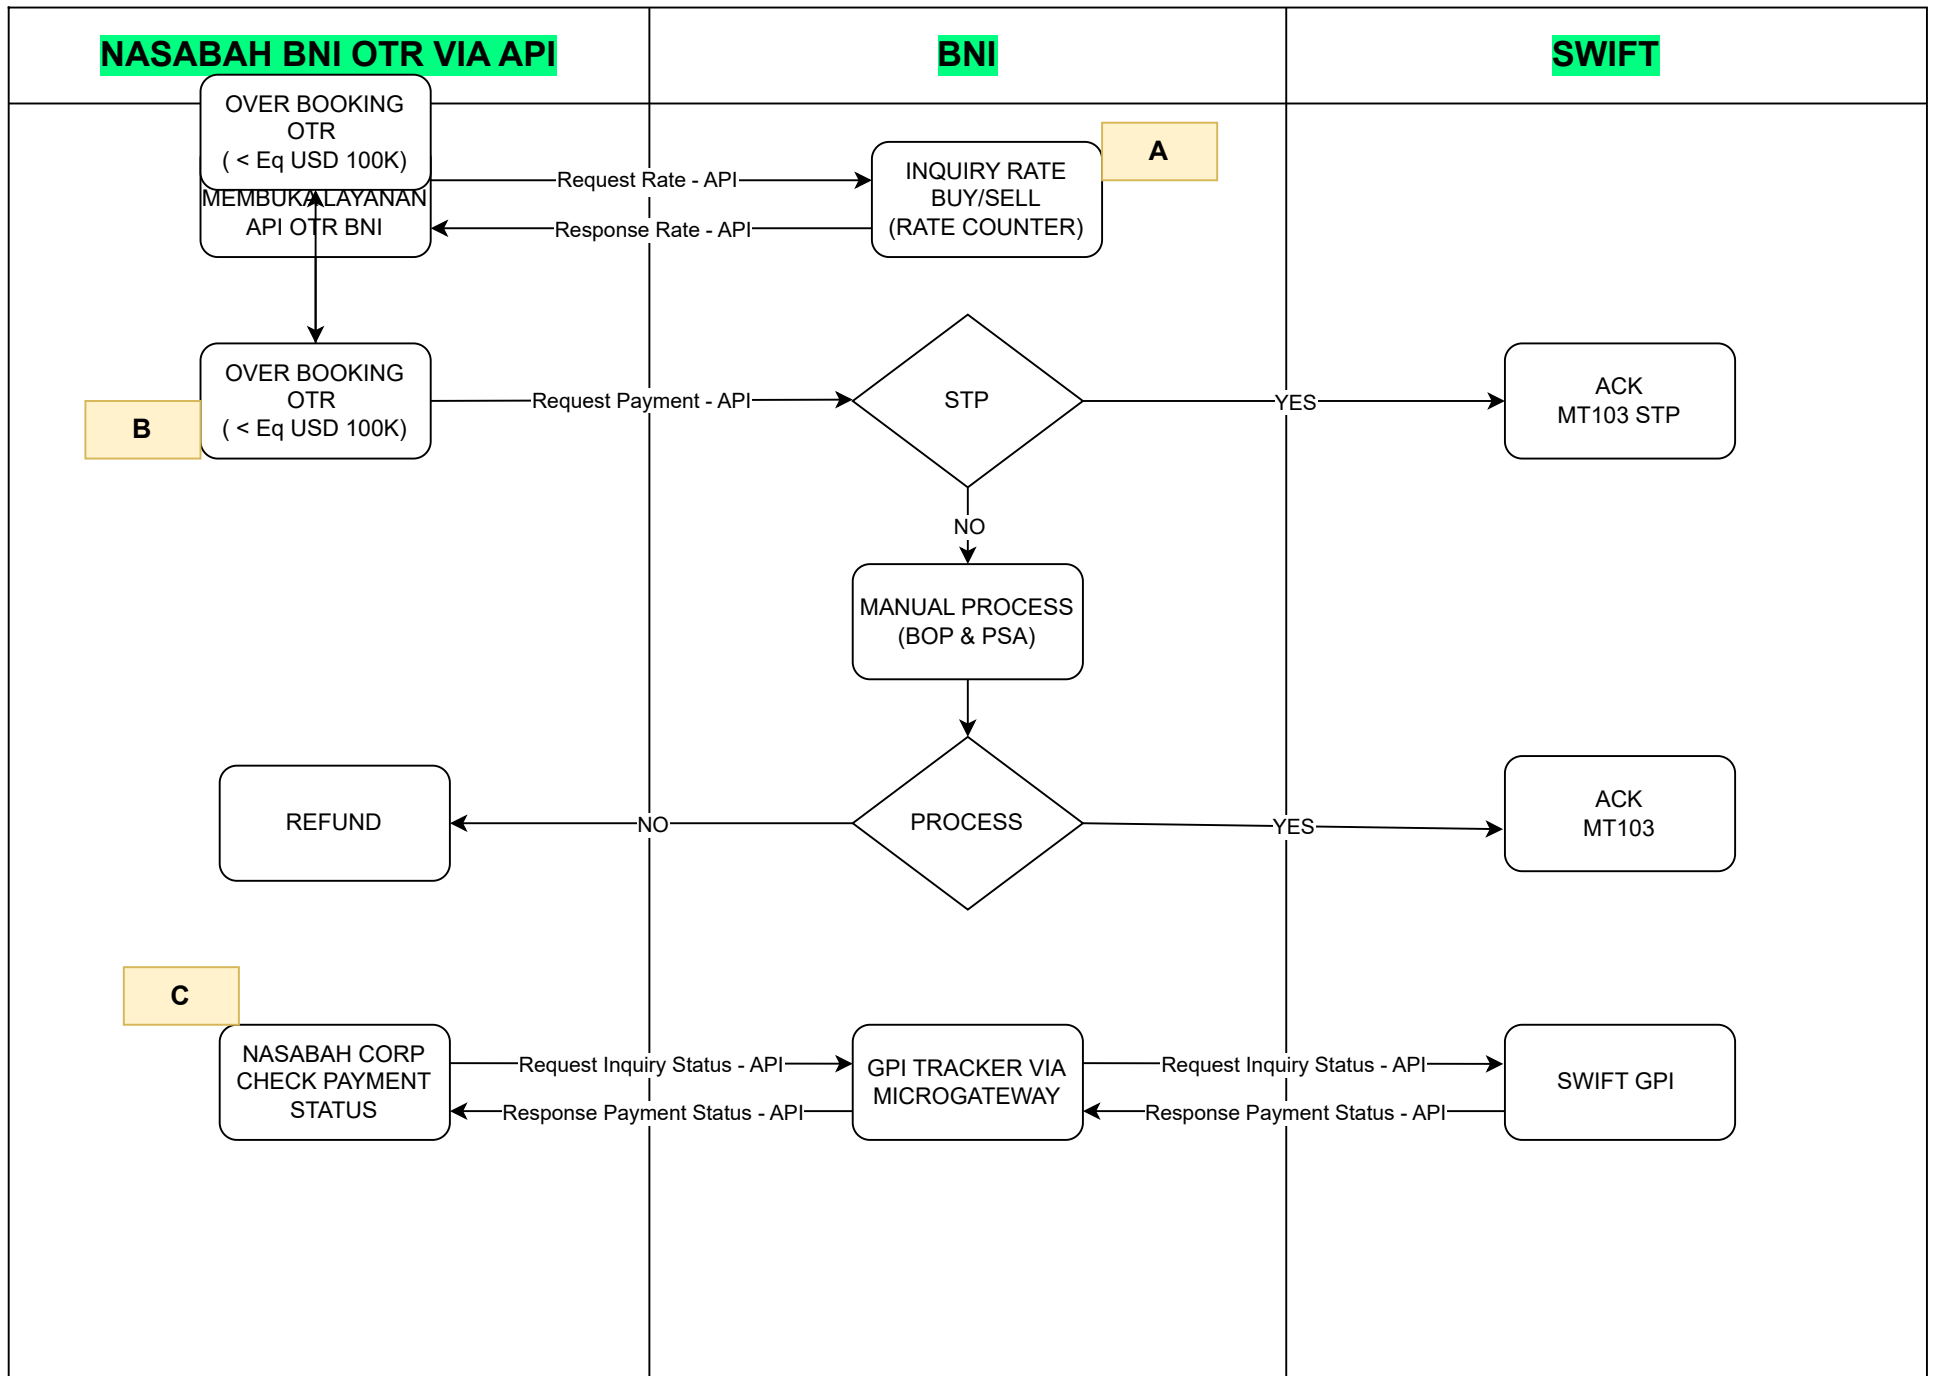 NASABAH BNI OTR VIA API
BNI
SWIFT
OVER BOOKING
OTR
( < Eq USD 100K)
MEMBUKA LAYANAN
API OTR BNI
Request Rate - API
Response Rate - API
INQUIRY RATE
BUY/SELL
(RATE COUNTER)
A
OVER BOOKING
OTR
( < Eq USD 100K)
B
Request Payment - API
STP
YES
ACK
MT103 STP
NO
MANUAL PROCESS
(BOP & PSA)
REFUND
NO
PROCESS
YES
ACK
MT103
C
NASABAH CORP
CHECK PAYMENT
STATUS
Request Inquiry Status - API
Response Payment Status - API
GPI TRACKER VIA
MICROGATEWAY
Request Inquiry Status - API
Response Payment Status - API
SWIFT GPI